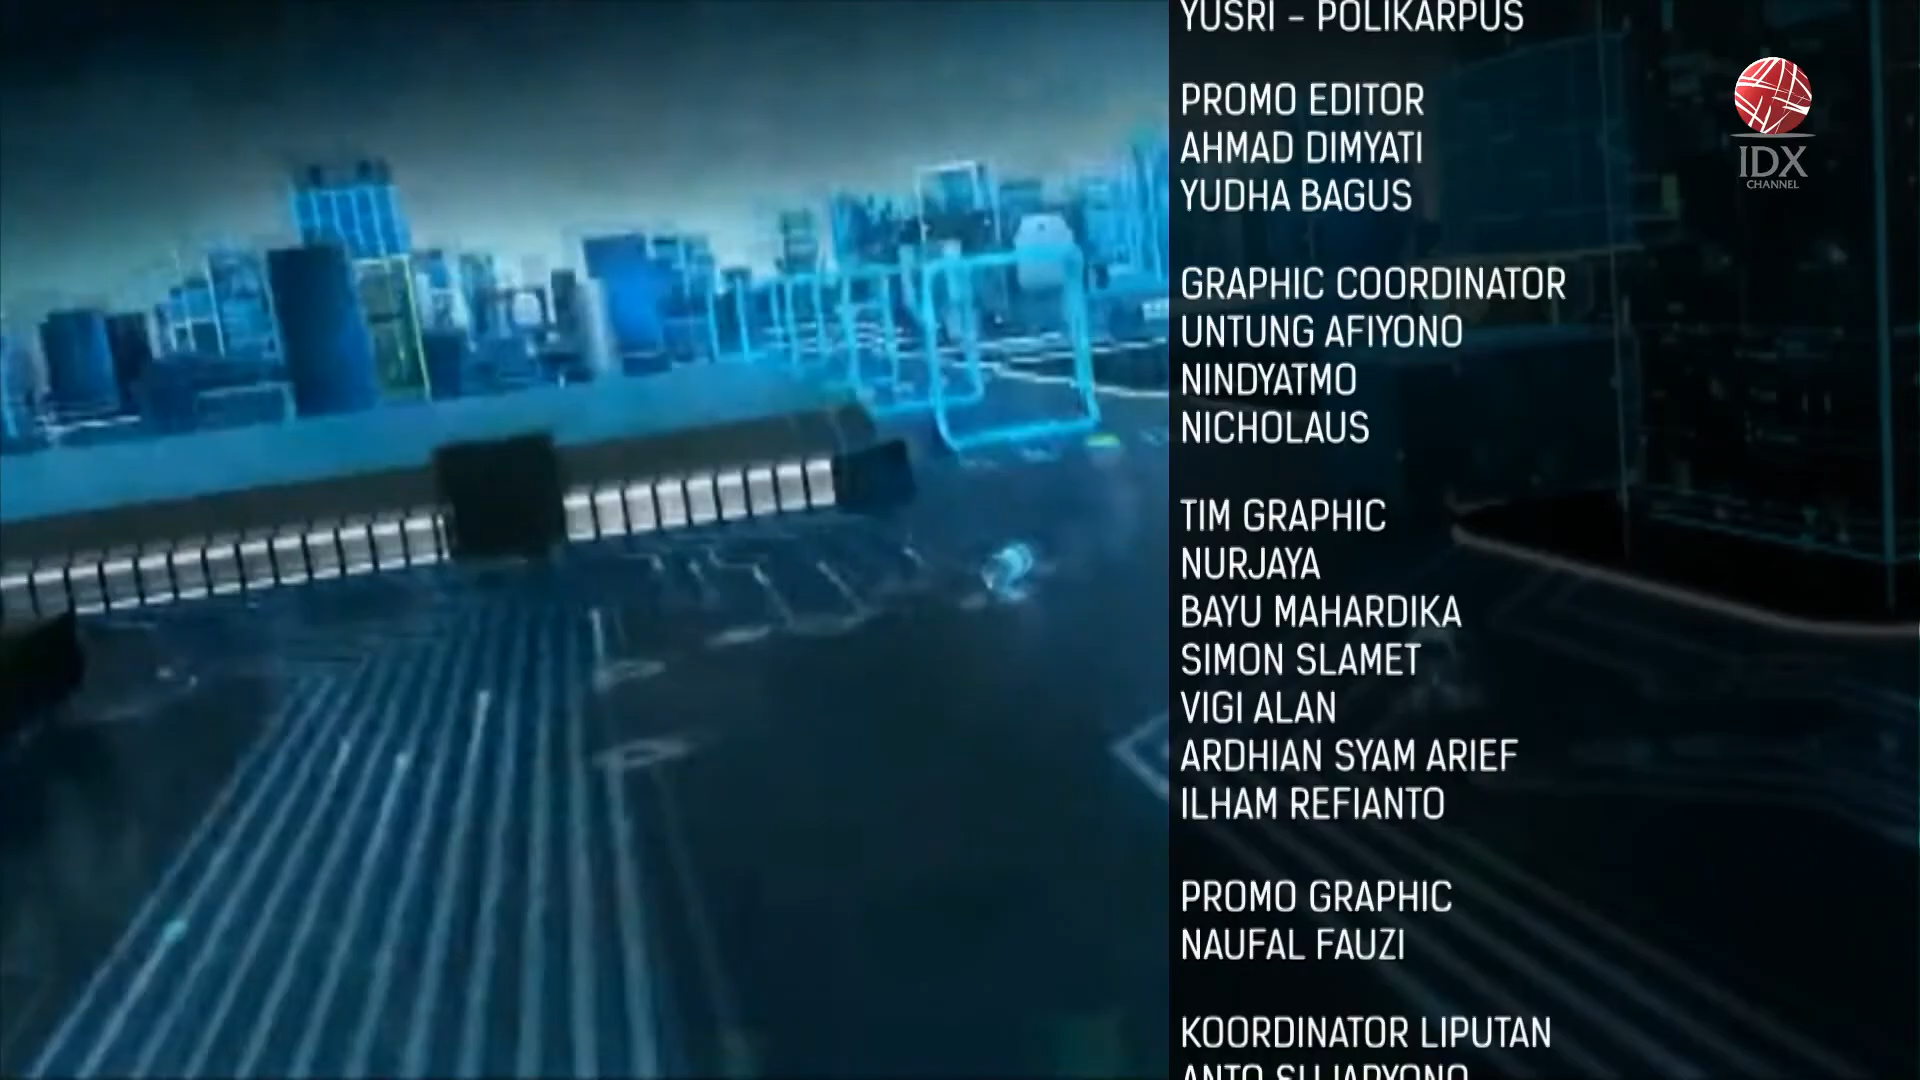 YUSRI - POLIKARPUS
PROMO EDITOR
AHMAD DIMYATI
YUDHA BAGUS
GRAPHIC COORDINATOR
UNTUNG AFIYONO
NINDYATMO
NICHOLAUS
TIM GRAPHIC
NURJAYA
BAYU MAHARDIKA
SIMON SLAMET
VIGI ALAN
ARDHIAN SYAM ARIEF
ILHAM REFIANTO
PROMO GRAPHIC
NAUFAL FAUZI
KOORDINATOR LIPUTAN
ANTO
IDX
CHANNEL